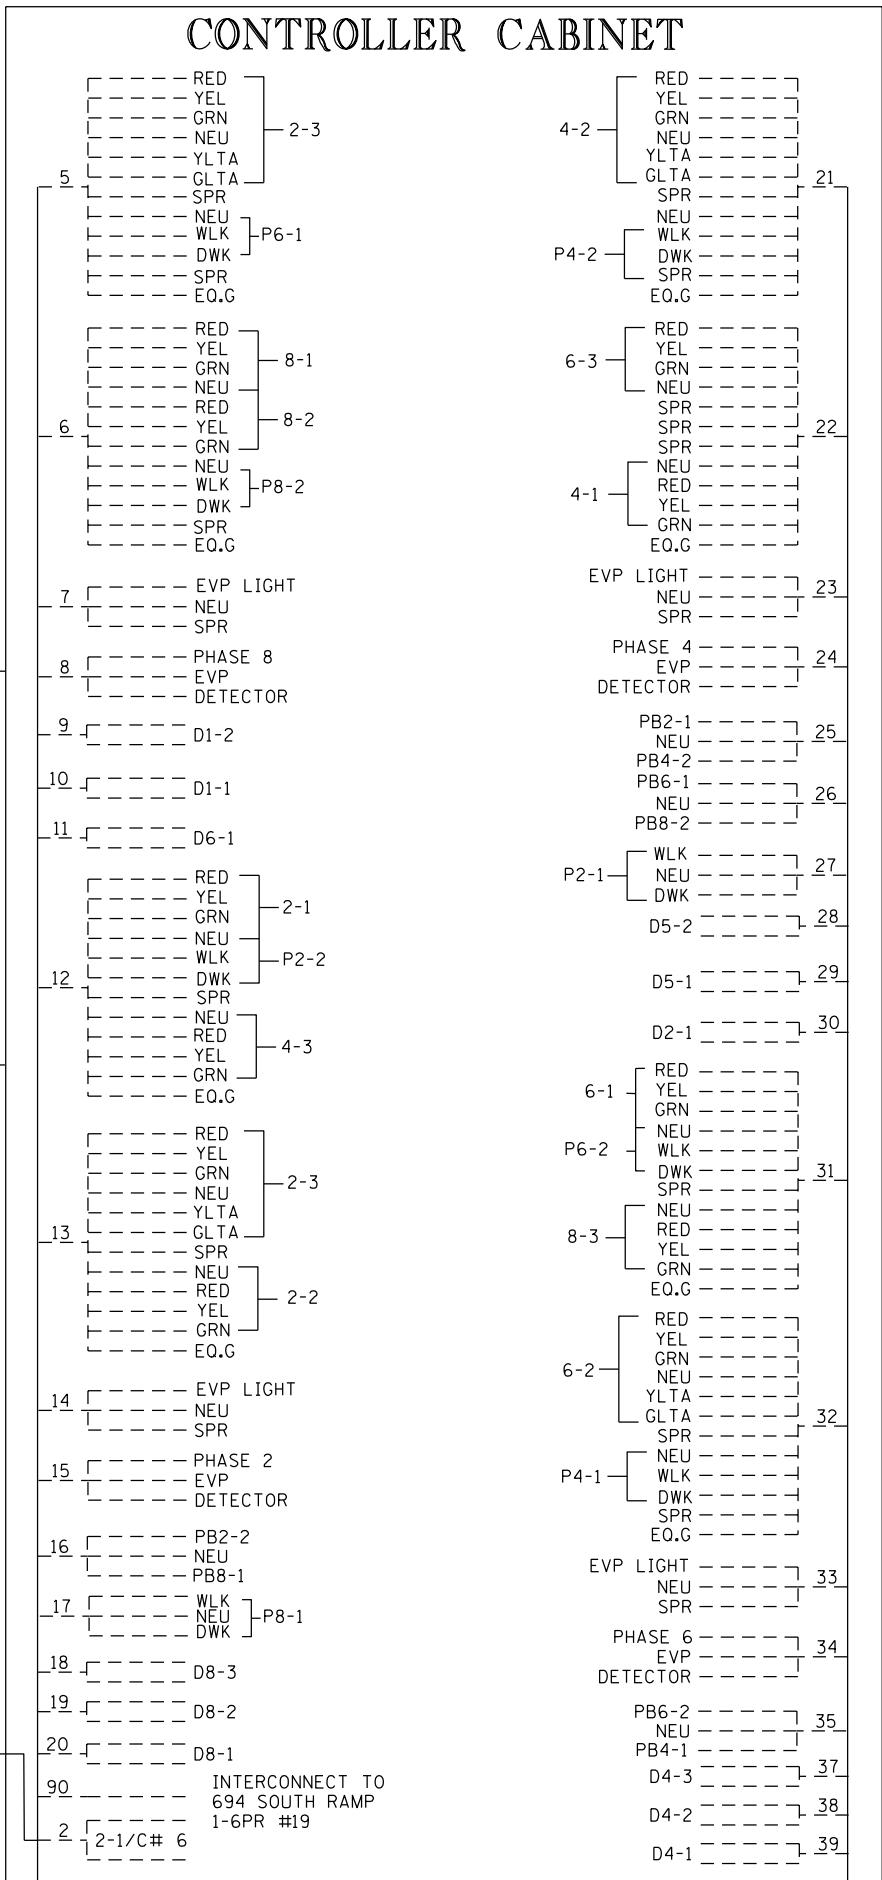 CONTROLLER CABINET
5
RED
YEL
GRN
NEU
YLTA
GLTA
2-3
SPR
NEU
WLK
DWK
P6-1
SPR
EQ.G
6
RED
YEL
GRN
NEU
8-1
RED
YEL
GRN
8-2
NEU
WLK
DWK
P8-2
SPR
EQ.G
7
EVP LIGHT
NEU
SPR
8
PHASE 8
EVP
DETECTOR
9
D1-2
10
D1-1
11
D6-1
12
RED
YEL
GRN
NEU
2-1
WLK
DWK
P2-2
SPR
NEU
RED
YEL
GRN
4-3
EQ.G
13
RED
YEL
GRN
NEU
YLTA
GLTA
2-3
SPR
NEU
RED
YEL
GRN
2-2
EQ.G
14
EVP LIGHT
NEU
SPR
15
PHASE 2
EVP
DETECTOR
16
PB2-2
NEU
PB8-1
17
WLK
NEU
DWK
P8-1
18
D8-3
19
D8-2
20
D8-1
90
INTERCONNECT TO
694 SOUTH RAMP
1-6PR #19
2
2-1/C# 6
4-2
RED
YEL
GRN
NEU
YLTA
GLTA
SPR
NEU
P4-2
WLK
DWK
SPR
EQ.G
21
6-3
RED
YEL
GRN
NEU
SPR
SPR
SPR
4-1
NEU
RED
YEL
GRN
EQ.G
22
EVP LIGHT
NEU
SPR
23
PHASE 4
EVP
DETECTOR
24
PB2-1
NEU
PB4-2
25
PB6-1
NEU
PB8-2
26
P2-1
WLK
NEU
DWK
27
D5-2
28
D5-1
29
D2-1
30
6-1
RED
YEL
GRN
NEU
P6-2
WLK
DWK
SPR
8-3
NEU
RED
YEL
GRN
EQ.G
31
6-2
RED
YEL
GRN
NEU
YLTA
GLTA
SPR
P4-1
NEU
WLK
DWK
SPR
EQ.G
32
EVP LIGHT
NEU
SPR
33
PHASE 6
EVP
DETECTOR
34
PB6-2
NEU
PB4-1
35
D4-3
37
D4-2
38
D4-1
39